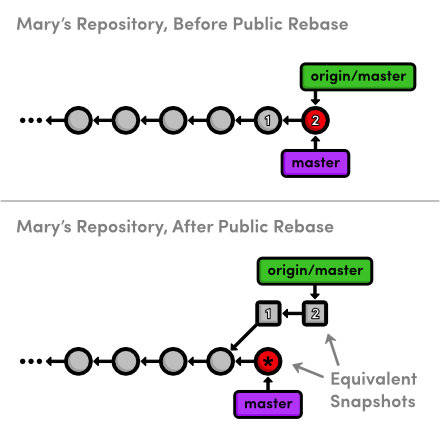 Mary’s Repository, Before Public Rebase
origin/master
1
2
master
Mary’s Repository, After Public Rebase
origin/master
1
2
*
Equivalent
Snapshots
master